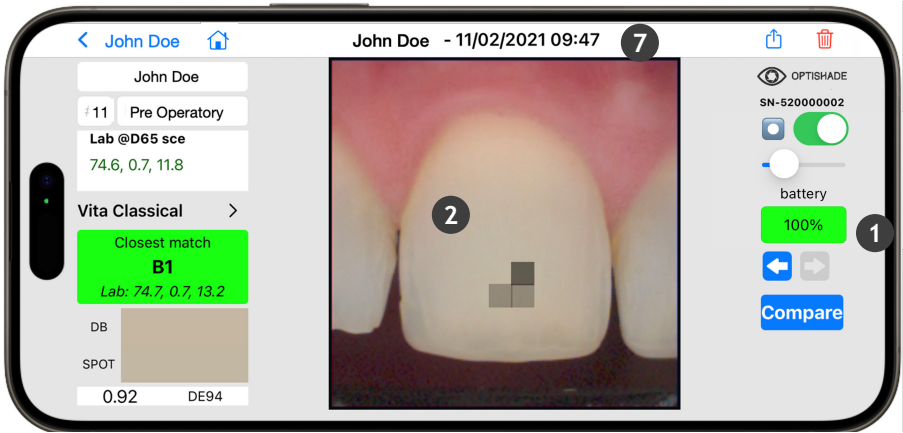 John Doe
John Doe - 11/02/2021 09:47
7
John Doe
11
Pre Operatory
Lab @D65 sce
74.6, 0.7, 11.8
Vita Classical
Closest match
B1
Lab: 74.7, 0.7, 13.2
DB
SPOT
0.92 DE94
2
OPTISHADE
SN-520000002
battery
100%
1
Compare